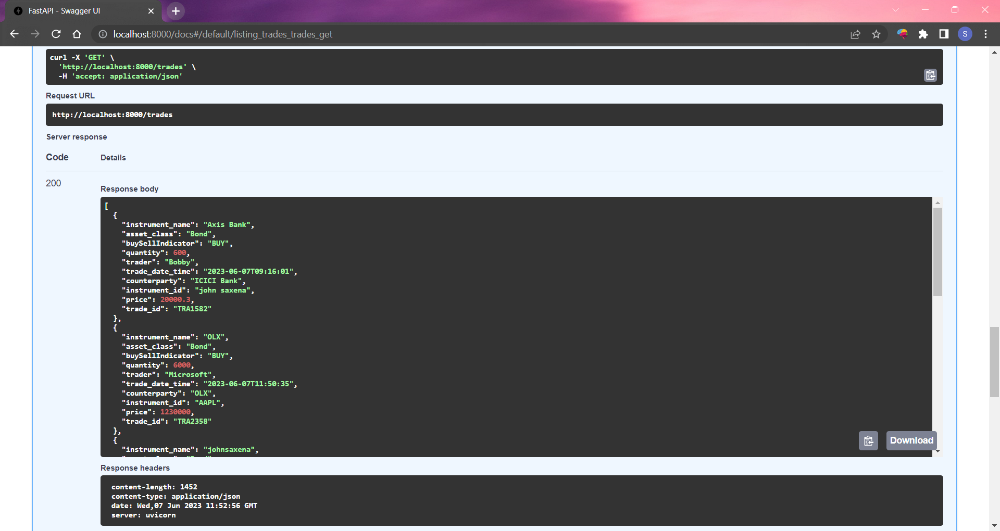 FastAPI - Swagger UI
localhost:8000/docs#/default/listing_trades_trades_get
S
curl -X 'GET' \
  'http://localhost:8000/trades' \
  -H 'accept: application/json'
Request URL
http://localhost:8000/trades
Server response
Code Details
200
Response body
[
  {
    "instrument_name": "Axis Bank",
    "asset_class": "Bond",
    "buySellIndicator": "BUY",
    "quantity": 600,
    "trader": "Bobby",
    "trade_date_time": "2023-06-07T09:16:01",
    "counterparty": "ICICI Bank",
    "instrument_id": "john saxena",
    "price": 20000.3,
    "trade_id": "TRA1582"
  },
  {
    "instrument_name": "OLX",
    "asset_class": "Bond",
    "buySellIndicator": "BUY",
    "quantity": 6000,
    "trader": "Microsoft",
    "trade_date_time": "2023-06-07T11:50:35",
    "counterparty": "OLX",
    "instrument_id": "AAPL",
    "price": 1230000,
    "trade_id": "TRA2358"
  },
  {
    "instrument_name": "johnsaxena",
Download
Response headers
content-length: 1452
content-type: application/json
date: Wed,07 Jun 2023 11:52:56 GMT
server: uvicorn